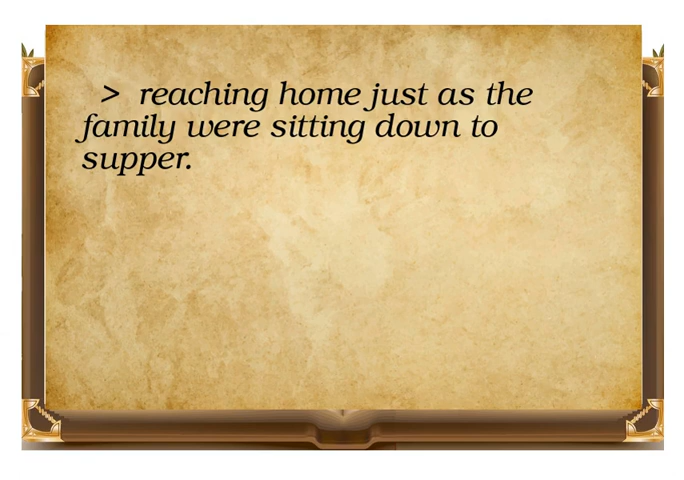 > reaching home just as the
family were sitting down to
supper.